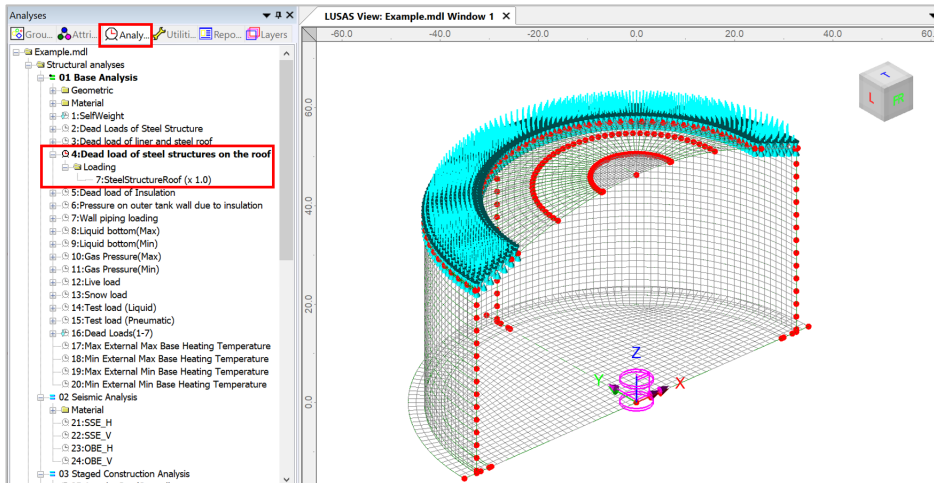 Analyses
Grou... Attri... Analy... Utiliti... Repo... Layers
Example.mdl
Structural analyses
01 Base Analysis
Geometric
Material
1:SelfWeight
2:Dead Loads of Steel Structure
3:Dead load of liner and steel roof
4:Dead load of steel structures on the roof
Loading
7:SteelStructureRoof (x 1.0)
5:Dead load of Insulation
6:Pressure on outer tank wall due to insulation
7:Wall piping loading
8:Liquid bottom(Max)
9:Liquid bottom(Min)
10:Gas Pressure(Max)
11:Gas Pressure(Min)
12:Live load
13:Snow load
14:Test load (Liquid)
15:Test load (Pneumatic)
16:Dead Loads(1-7)
17:Max External Max Base Heating Temperature
18:Min External Max Base Heating Temperature
19:Max External Min Base Heating Temperature
20:Min External Min Base Heating Temperature
02 Seismic Analysis
Material
21:SSE_H
22:SSE_V
23:OBE_H
24:OBE_V
03 Staged Construction Analysis
LUSAS View: Example.mdl Window 1
-60.0 -40.0 -20.0 0.0 20.0 40.0 60.
60.0
40.0
20.0
0.0
T
L
Z
Y
X